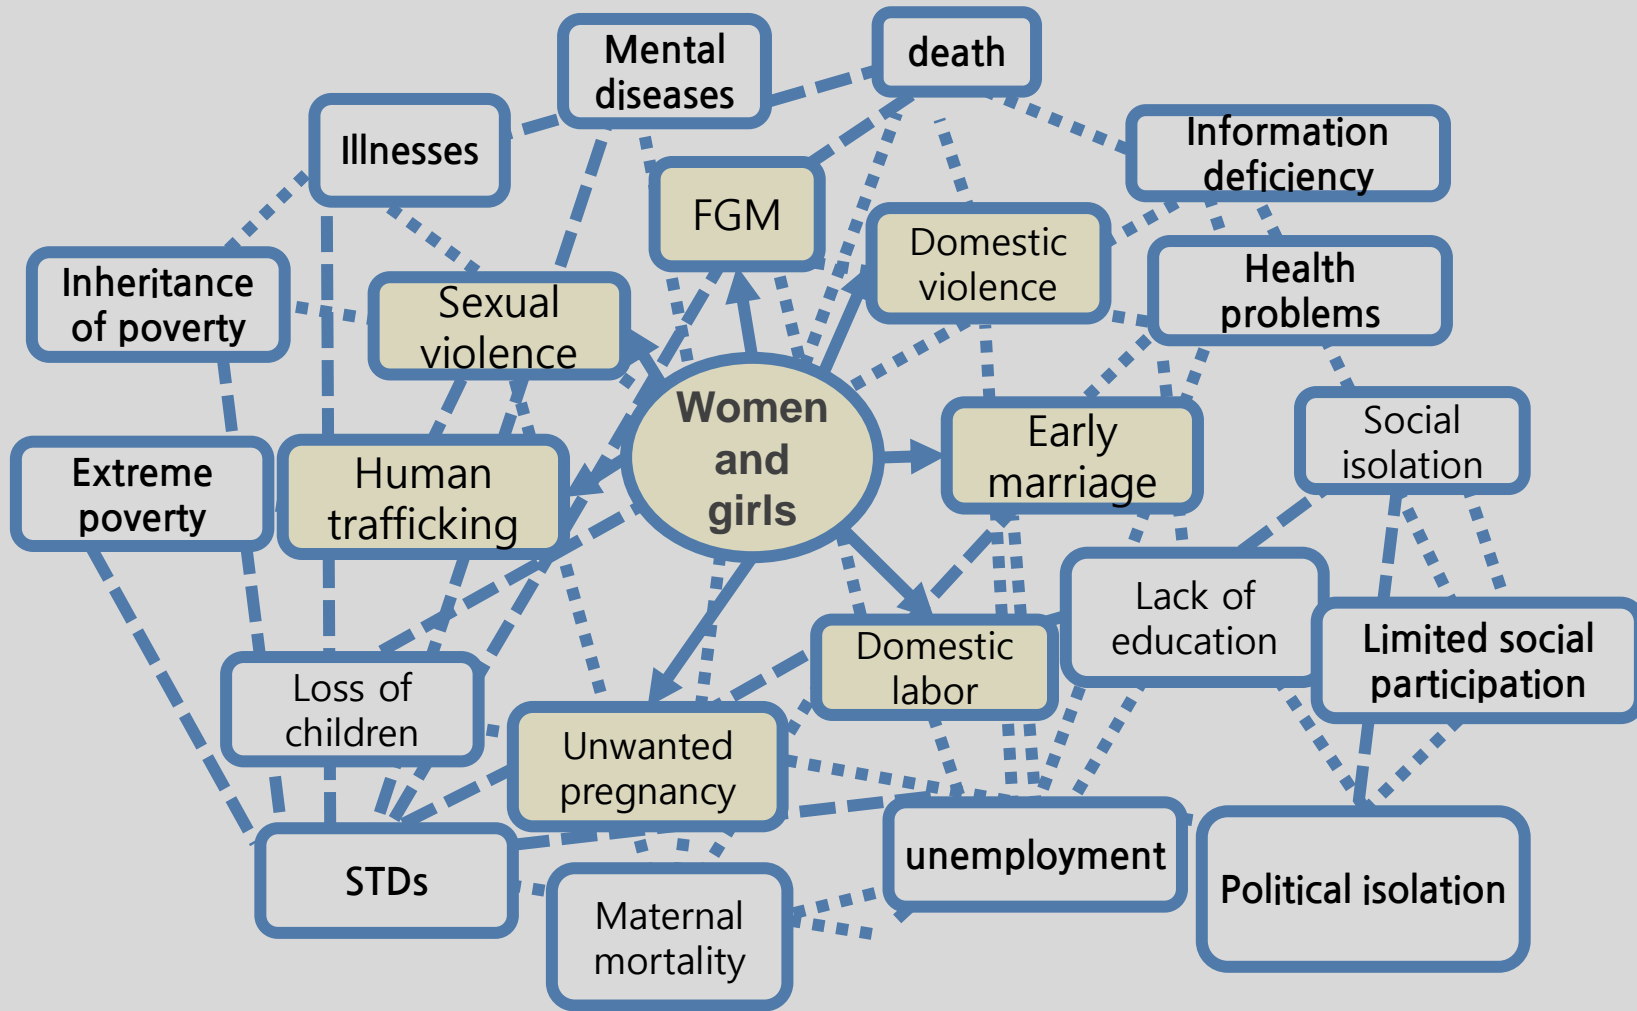 Mental
diseases
death
Information
deficiency
Illnesses
FGM
Domestic
violence
Health
problems
Inheritance
of poverty
Sexual
violence
Women
and
girls
Early
marriage
Social
isolation
Extreme
poverty
Human
trafficking
Lack of
education
Limited social
participation
Loss of
children
Domestic
labor
Unwanted
pregnancy
STDs
Maternal
mortality
unemployment
Political isolation